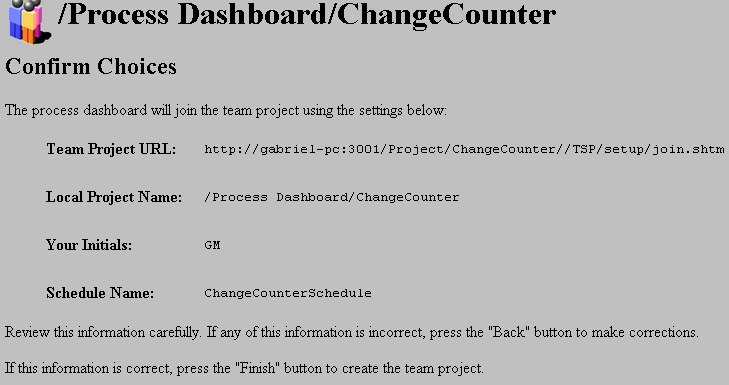 /Process Dashboard/ChangeCounter
Confirm Choices
The process dashboard will join the team project using the settings below:
Team Project URL: http://gabriel-pc:3001/Project/ChangeCounter//TSP/setup/join.shtm
Local Project Name: /Process Dashboard/ChangeCounter
Your Initials: GM
Schedule Name: ChangeCounterSchedule
Review this information carefully. If any of this information is incorrect, press the "Back" button to make corrections.
If this information is correct, press the "Finish" button to create the team project.